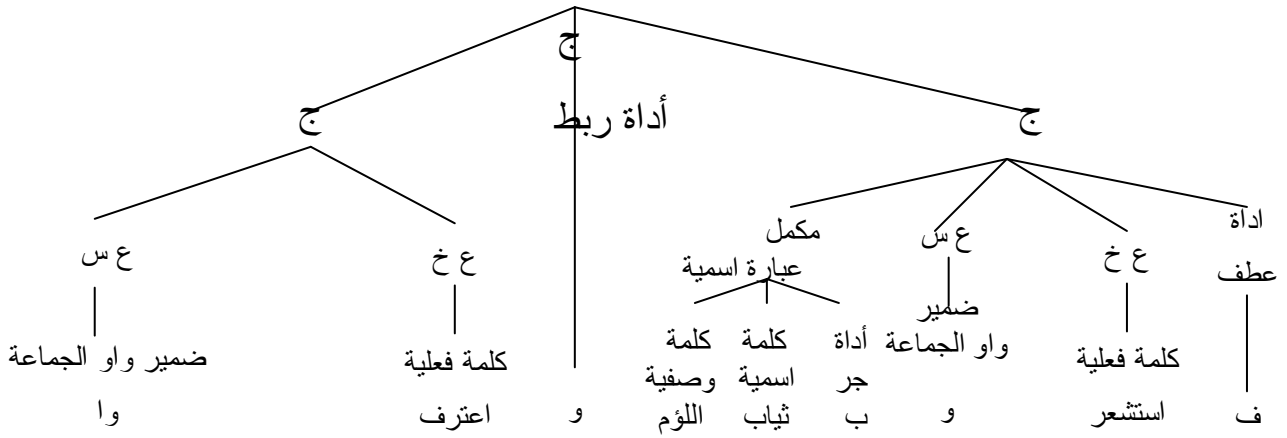 ج
ج أداة ربط ج
اداة عطف
ع خ
ع س
مكمل
عبارة اسمية
ع خ
ع س
كلمة فعلية
ضمير
واو الجماعة
أداة جر
كلمة اسمية
كلمة وصفية
كلمة فعلية
ضمير واو الجماعة
ف استشعر و ب ثياب اللؤم و اعترف وا